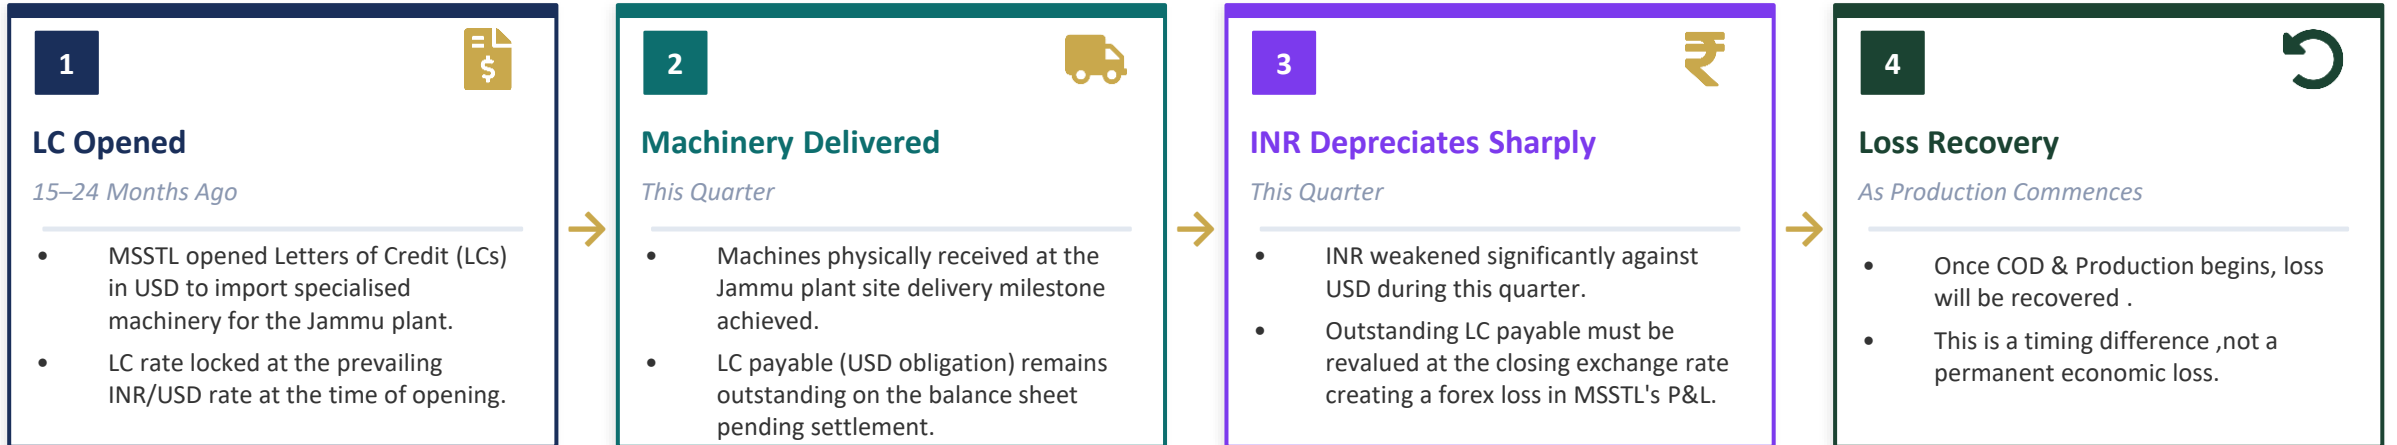 1
LC Opened
15–24 Months Ago
• MSSTL opened Letters of Credit (LCs)
in USD to import specialised
machinery for the Jammu plant.
• LC rate locked at the prevailing
INR/USD rate at the time of opening.
2
Machinery Delivered
This Quarter
• Machines physically received at the
Jammu plant site delivery milestone
achieved.
• LC payable (USD obligation) remains
outstanding on the balance sheet
pending settlement.
3
INR Depreciates Sharply
This Quarter
• INR weakened significantly against
USD during this quarter.
• Outstanding LC payable must be
revalued at the closing exchange rate
creating a forex loss in MSSTL's P&L.
4
Loss Recovery
As Production Commences
• Once COD & Production begins, loss
will be recovered .
• This is a timing difference ,not a
permanent economic loss.